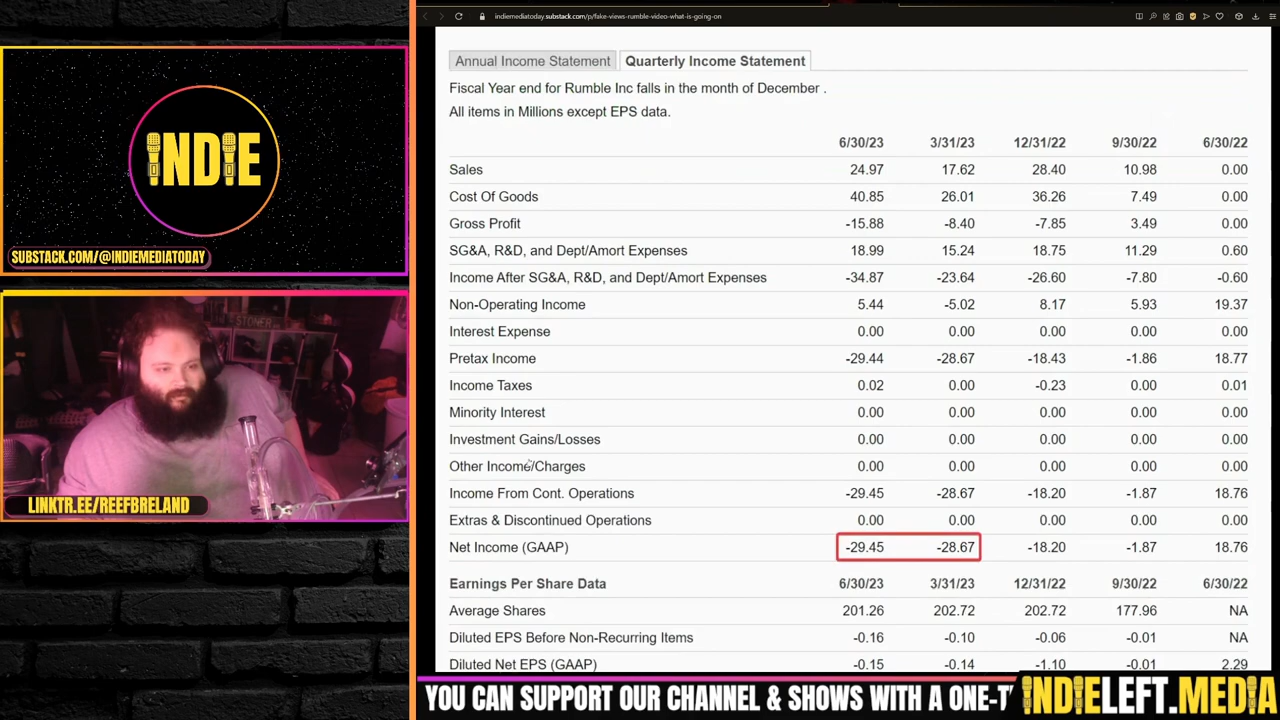 indiemediatoday.substack.com/p/fake-views-rumble-video-what-is-going-on
INDIE
SUBSTACK.COM/@INDIEMEDIATODAY
STONER
LINKTR.EE/REEFBRELAND
Annual Income Statement Quarterly Income Statement
Fiscal Year end for Rumble Inc falls in the month of December .
All items in Millions except EPS data.
6/30/23 3/31/23 12/31/22 9/30/22 6/30/22
Sales 24.97 17.62 28.40 10.98 0.00
Cost Of Goods 40.85 26.01 36.26 7.49 0.00
Gross Profit -15.88 -8.40 -7.85 3.49 0.00
SG&A, R&D, and Dept/Amort Expenses 18.99 15.24 18.75 11.28 0.60
Income After SG&A, R&D, and Dept/Amort Expenses -34.87 -23.64 -26.60 -7.80 -0.60
Non-Operating Income 5.44 -5.02 8.17 5.93 19.37
Interest Expense 0.00 0.00 0.00 0.00 0.00
Pretax Income -29.44 -28.67 -18.43 -1.86 18.77
Income Taxes 0.02 0.00 -0.23 0.00 0.01
Minority Interest 0.00 0.00 0.00 0.00 0.00
Investment Gains/Losses 0.00 0.00 0.00 0.00 0.00
Other Income/Charges 0.00 0.00 0.00 0.00 0.00
Income From Cont. Operations -29.45 -28.67 -18.20 -1.87 18.76
Extras & Discontinued Operations 0.00 0.00 0.00 0.00 0.00
Net Income (GAAP) 29.45 -28.67 -18.20 -1.87 18.76
Earnings Per Share Data 6/30/23 3/31/23 12/31/22 9/30/22 6/30/22
Average Shares 201.26 202.72 202.72 177.96 NA
Diluted EPS Before Non-Recurring Items -0.16 -0.10 -0.06 -0.01 NA
Diluted Net EPS (GAAP) -0.15 -0.14 -1.10 -0.01 2.29
YOU CAN SUPPORT OUR CHANNEL & SHOWS WITH A ONE-T
INDIELEFT.MEDIA